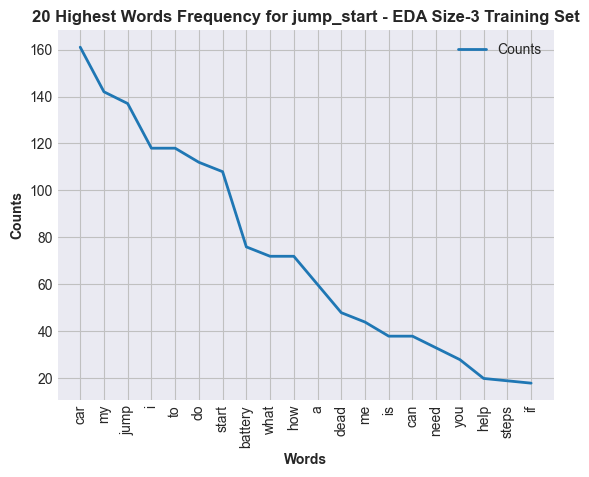 20 Highest Words Frequency for jump_start - EDA Size-3 Training Set
Counts
160
140
120
100
80
60
40
20
Counts
car
my
jump
i
to
do
start
battery
what
how
a
dead
me
is
can
need
you
help
steps
if
Words